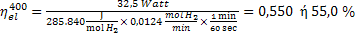 η_el^400 = 32,5 Watt / (285.840 J/mol H₂ × 0,0124 mol H₂/min × 1 min/60 sec) = 0,550 ή 55,0 %